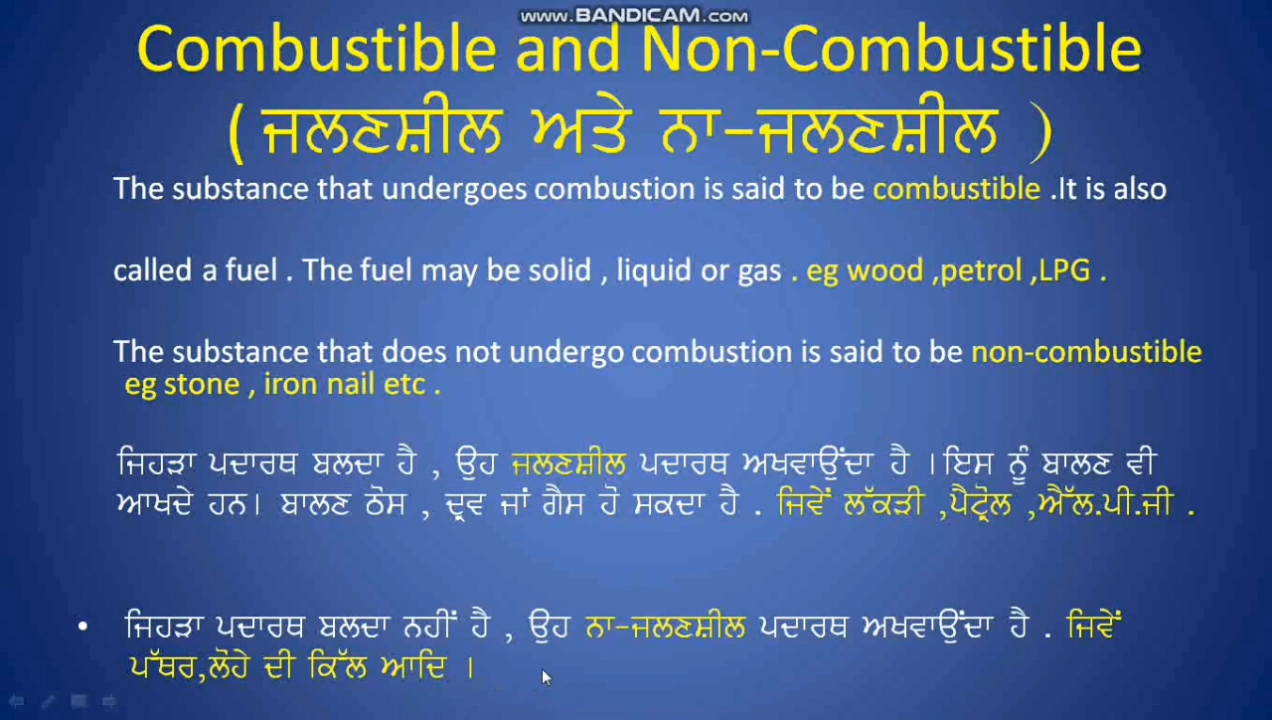 www.BANDICAM.com
Combustible and Non-Combustible
( ਜਲਣਸ਼ੀਲ ਅਤੇ ਨਾ-ਜਲਣਸ਼ੀਲ )
The substance that undergoes combustion is said to be combustible .It is also
called a fuel . The fuel may be solid , liquid or gas . eg wood ,petrol ,LPG .
The substance that does not undergo combustion is said to be non-combustible
eg stone , iron nail etc .
ਜਿਹੜਾ ਪਦਾਰਥ ਬਲਦਾ ਹੈ , ਉਹ ਜਲਣਸ਼ੀਲ ਪਦਾਰਥ ਅਖਵਾਉਂਦਾ ਹੈ ।ਇਸ ਨੂੰ ਬਾਲਣ ਵੀ
ਆਖਦੇ ਹਨ। ਬਾਲਣ ਠੋਸ , ਦ੍ਰਵ ਜਾਂ ਗੈਸ ਹੋ ਸਕਦਾ ਹੈ . ਜਿਵੇਂ ਲੱਕੜੀ ,ਪੈਟ੍ਰੋਲ ,ਐੱਲ.ਪੀ.ਜੀ .
• ਜਿਹੜਾ ਪਦਾਰਥ ਬਲਦਾ ਨਹੀਂ ਹੈ , ਉਹ ਨਾ-ਜਲਣਸ਼ੀਲ ਪਦਾਰਥ ਅਖਵਾਉਂਦਾ ਹੈ . ਜਿਵੇਂ
ਪੱਥਰ,ਲੋਹੇ ਦੀ ਕਿੱਲ ਆਦਿ ।